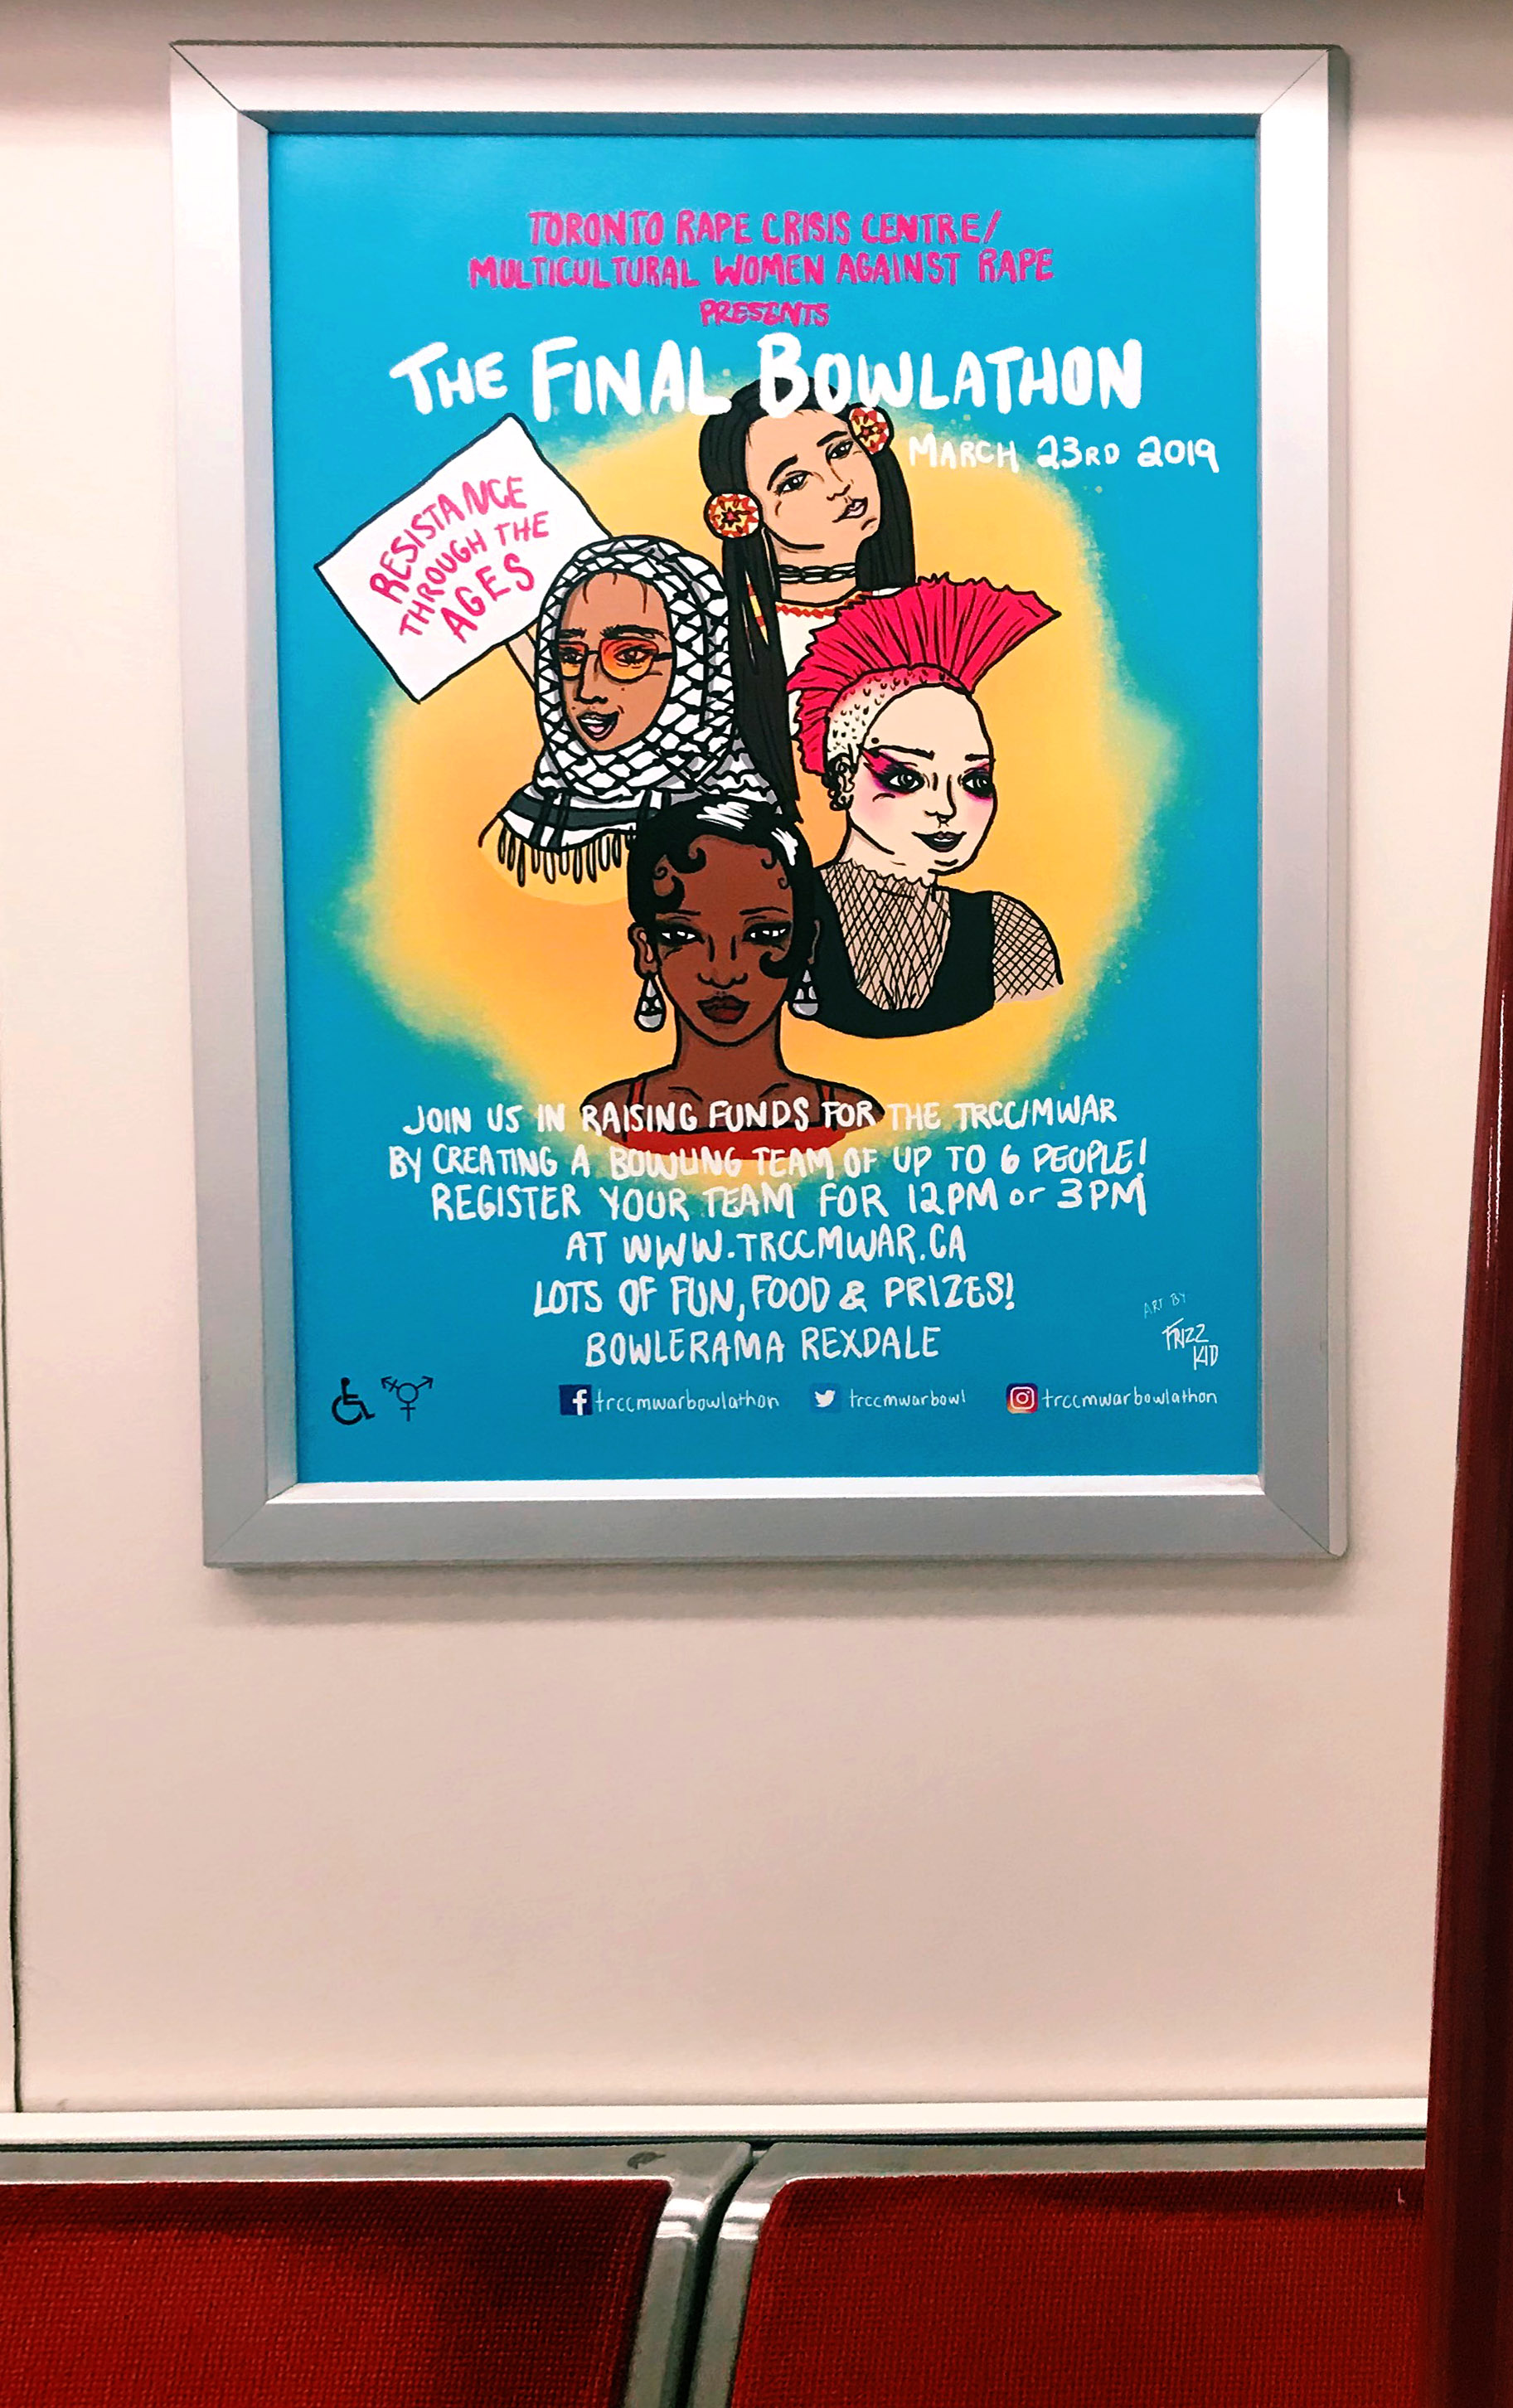 TORONTO RAPE CRISIS CENTRE/
MULTICULTURAL WOMEN AGAINST RAPE
PRESENTS
THE FINAL BOWLATHON
MARCH 23RD 2019
RESISTANCE
THROUGH THE
AGES
JOIN US IN RAISING FUNDS FOR THE TRCC/MWAR
BY CREATING A BOWLING TEAM OF UP TO 6 PEOPLE!
REGISTER YOUR TEAM FOR 12PM or 3PM
AT WWW.TRCCMWAR.CA
LOTS OF FUN, FOOD & PRIZES!
BOWLERAMA REXDALE
ART BY
FRIZZ
KID
trccmwarbowlathon trccmwarbowl trccmwarbowlathon